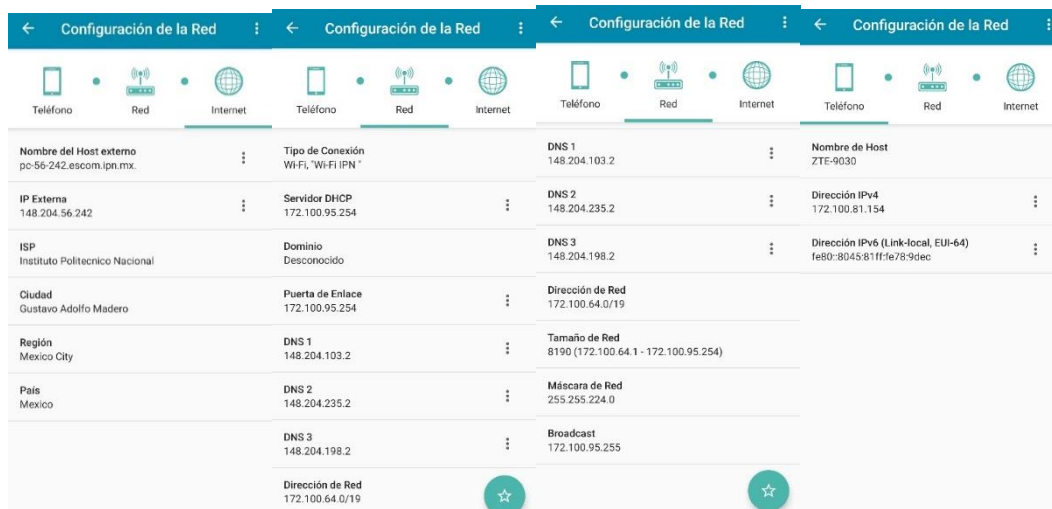 Configuración de la Red
Teléfono
Red
Internet
Nombre del Host externo
pc-56-242.escom.ipn.mx.
IP Externa
148.204.56.242
ISP
Instituto Politecnico Nacional
Ciudad
Gustavo Adolfo Madero
Región
Mexico City
País
Mexico
Configuración de la Red
Teléfono
Red
Internet
Tipo de Conexión
Wi-Fi, "Wi-Fi IPN "
Servidor DHCP
172.100.95.254
Dominio
Desconocido
Puerta de Enlace
172.100.95.254
DNS 1
148.204.103.2
DNS 2
148.204.235.2
DNS 3
148.204.198.2
Dirección de Red
172.100.64.0/19
Configuración de la Red
Teléfono
Red
Internet
DNS 1
148.204.103.2
DNS 2
148.204.235.2
DNS 3
148.204.198.2
Dirección de Red
172.100.64.0/19
Tamaño de Red
8190 (172.100.64.1 - 172.100.95.254)
Máscara de Red
255.255.224.0
Broadcast
172.100.95.255
Configuración de la Red
Teléfono
Red
Internet
Nombre de Host
ZTE-9030
Dirección IPv4
172.100.81.154
Dirección IPv6 (Link-local, EUI-64)
fe80::8045:81ff:fe78:9dec